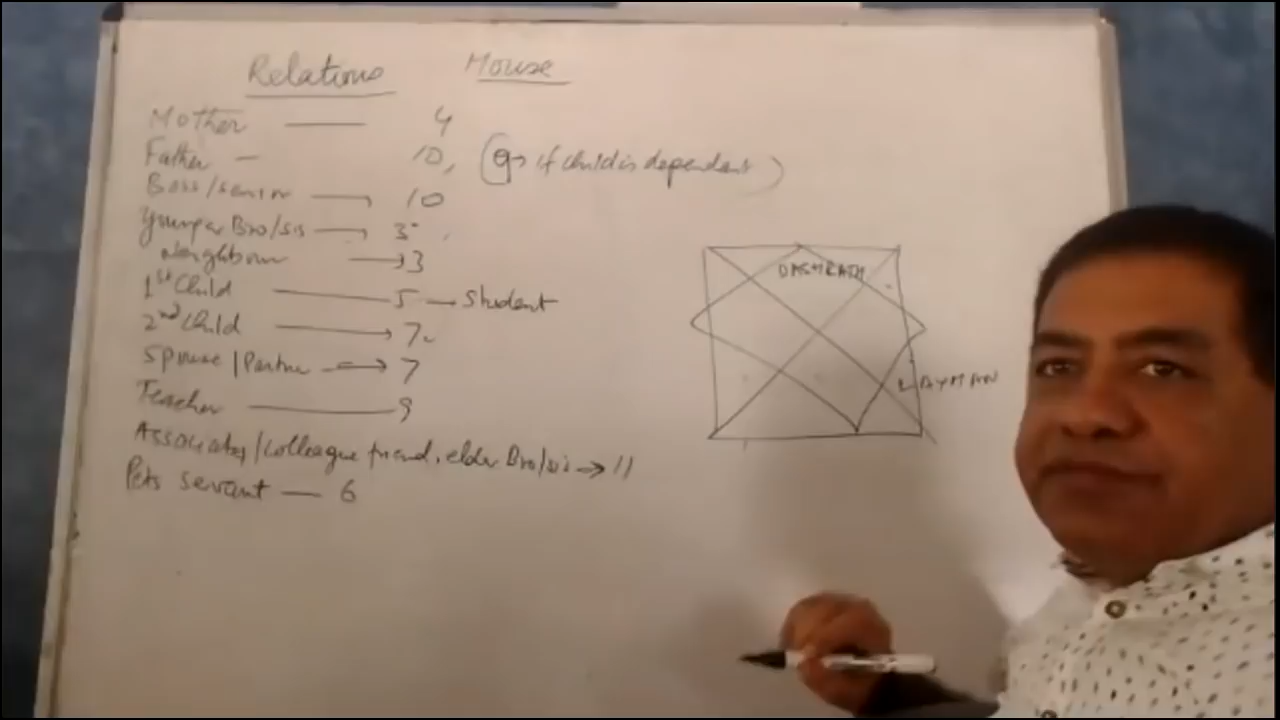 Relations House
Mother — 4
Father — 10, (9→ if child is dependent)
Boss/senior → 10
Younger Bro/sis → 3
Neighbour → 3
1st Child — 5 — Student
2nd Child → 7
Spouse/Partner → 7
Teacher — 9
Associates/Colleague friend, elder Bro/sis → 11
Pets servant — 6
DASHRATH